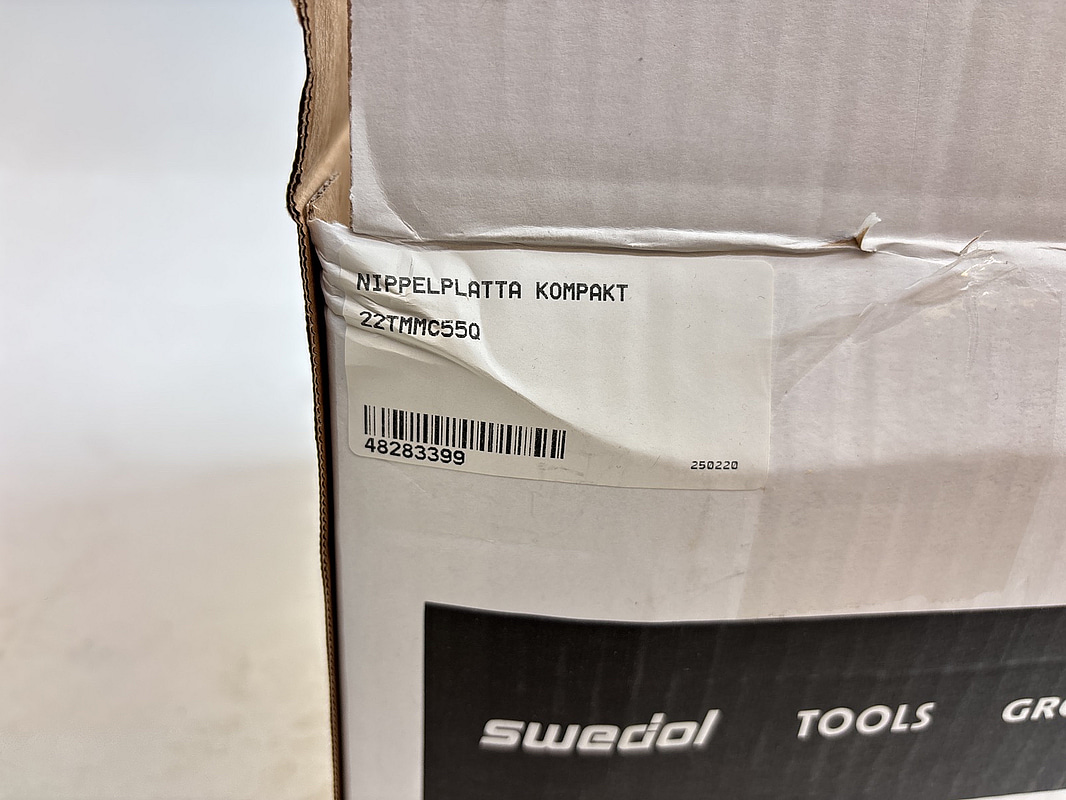 NIPPELPLATTA KOMPAKT
22TMMC55Q
48283399
250220
swedol TOOLS